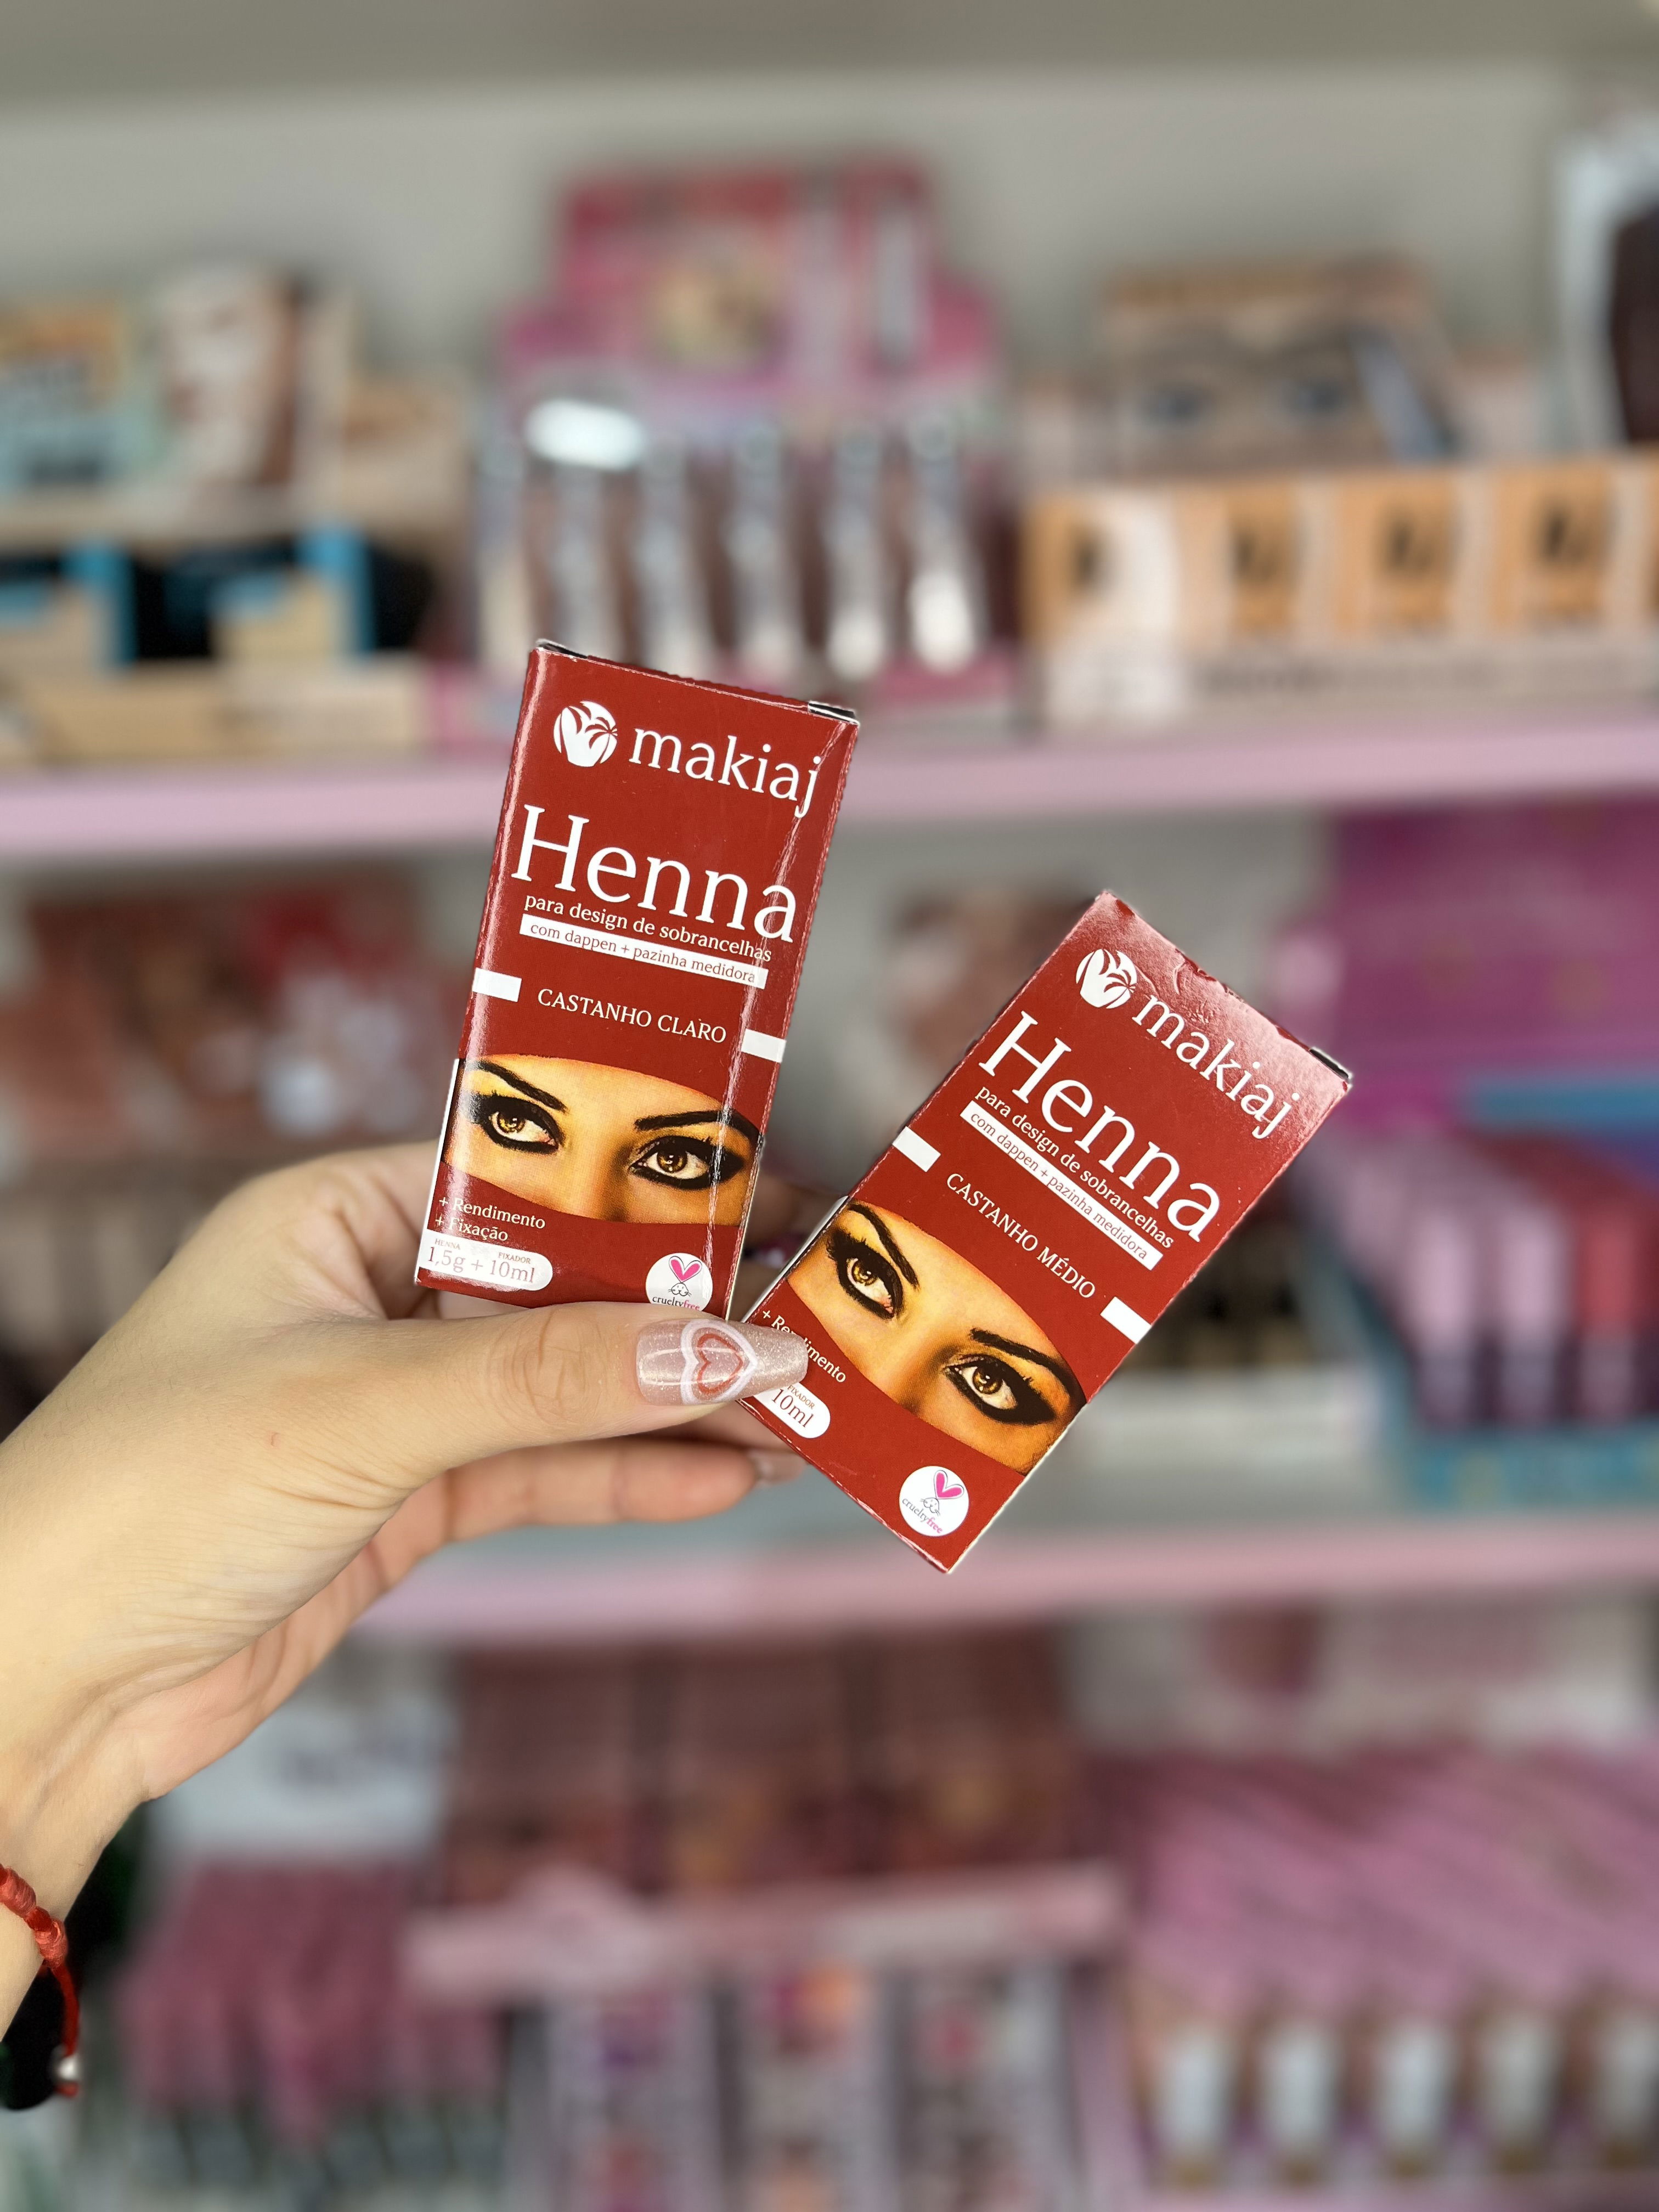 makiaj
Henna
para design de sobrancelhas
com dappen + pazinha medidora
CASTANHO CLARO
+ Rendimento
+ Fixação
HENNA FIXADOR
1,5g + 10ml
crueltyfree
makiaj
Henna
para design de sobrancelhas
com dappen + pazinha medidora
CASTANHO MÉDIO
+ Rendimento
FIXADOR
10ml
crueltyfree